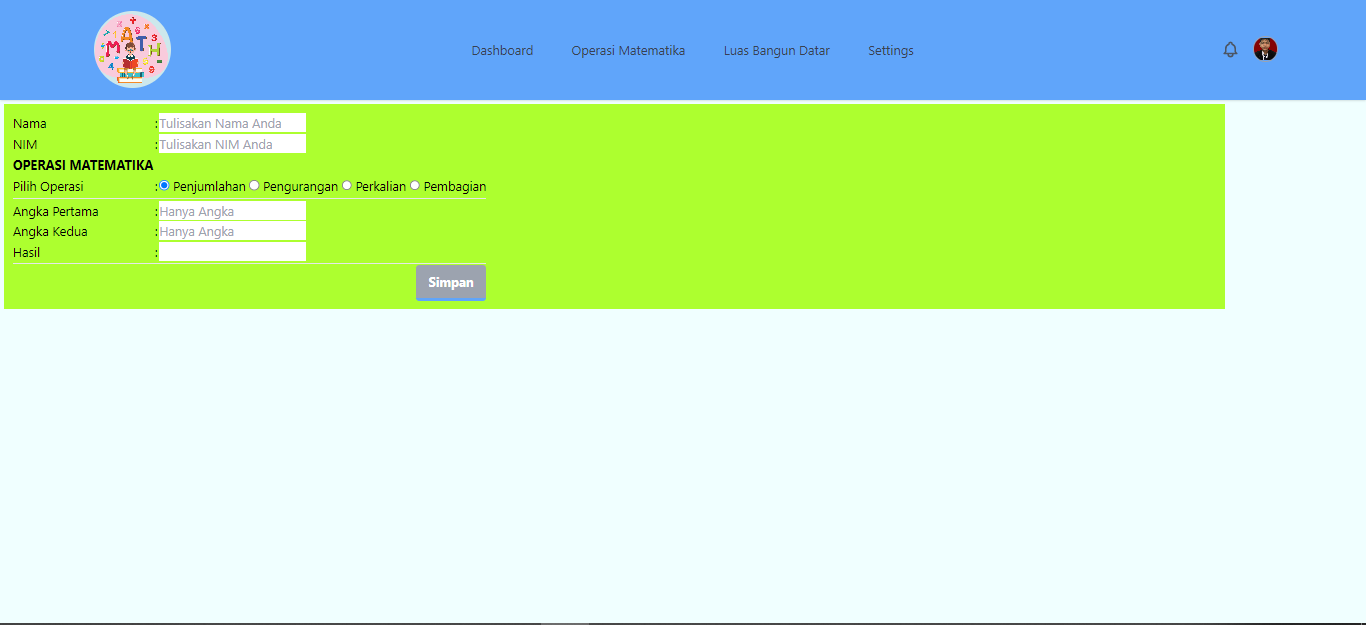 MATH
Dashboard Operasi Matematika Luas Bangun Datar Settings
Nama : Tulisakan Nama Anda
NIM : Tulisakan NIM Anda
OPERASI MATEMATIKA
Pilih Operasi : Penjumlahan Pengurangan Perkalian Pembagian
Angka Pertama : Hanya Angka
Angka Kedua : Hanya Angka
Hasil :
Simpan